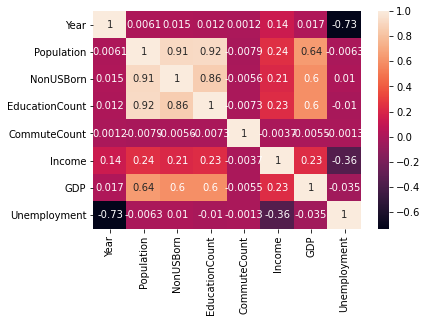 Year 1 0.0061 0.015 0.012 0.0012 0.14 0.017 -0.73
Population 0.0061 1 0.91 0.92 -0.0079 0.24 0.64 -0.0063
NonUSBorn 0.015 0.91 1 0.86 -0.0056 0.21 0.6 0.01
EducationCount 0.012 0.92 0.86 1 -0.0073 0.23 0.6 -0.01
CommuteCount 0.0012 -0.0079 -0.0056 -0.0073 1 -0.0037 -0.0055 -0.0013
Income 0.14 0.24 0.21 0.23 -0.0037 1 0.23 -0.36
GDP 0.017 0.64 0.6 0.6 -0.0055 0.23 1 -0.035
Unemployment -0.73 -0.0063 0.01 -0.01 -0.0013 -0.36 -0.035 1
Year
Population
NonUSBorn
EducationCount
CommuteCount
Income
GDP
Unemployment
1.0
0.8
0.6
0.4
0.2
0.0
−0.2
−0.4
−0.6